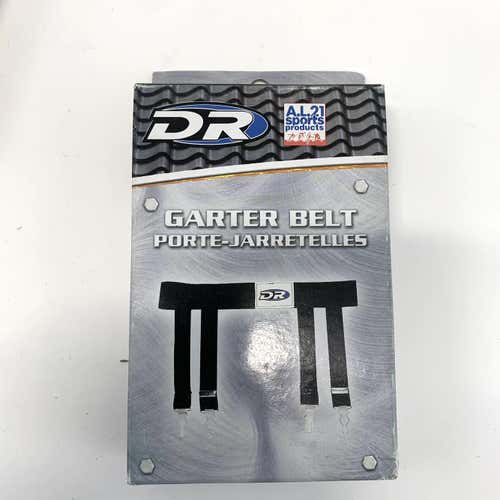 DR
A.L.21
sports
products
GARTER BELT
PORTE-JARRETELLES
DR